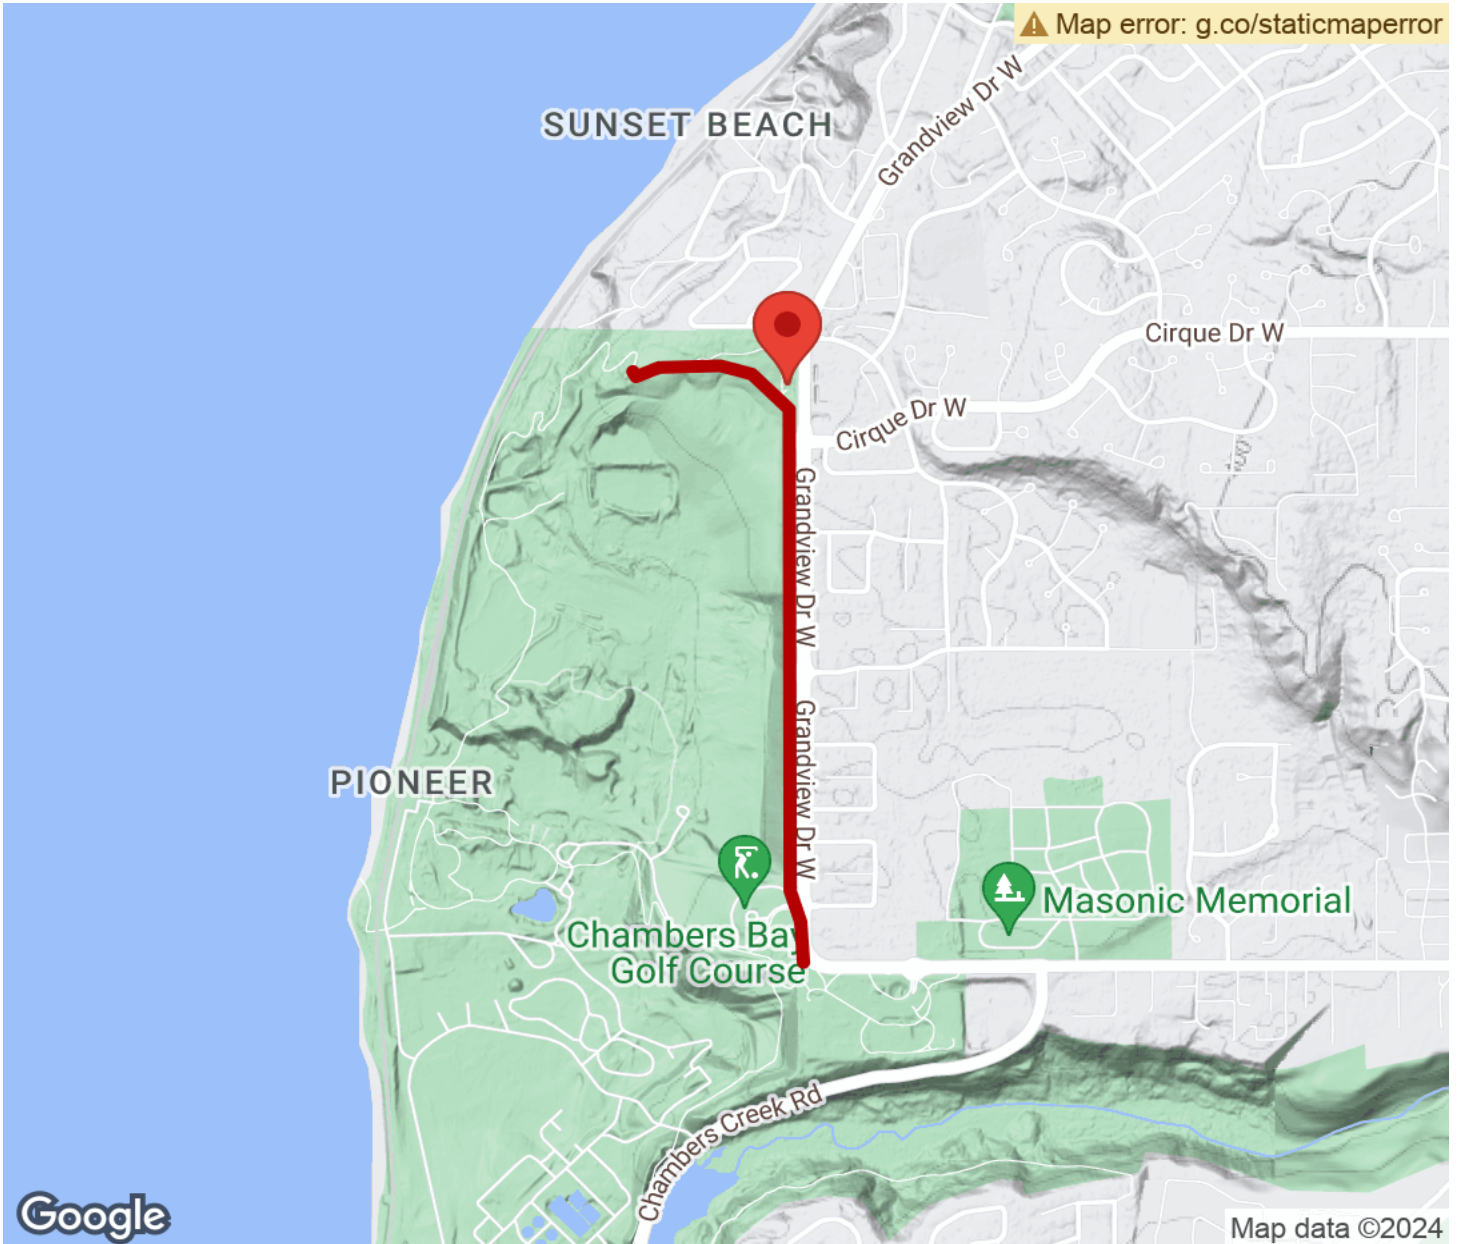 Map error: g.co/staticmaperror
Grandview Dr W
SUNSET BEACH
Cirque Dr W
Cirque Dr W
Grandview Dr W
Grandview Dr W
PIONEER
Masonic Memorial
Chambers Bay
Golf Course
Chambers Creek Rd
Google
Map data ©2024